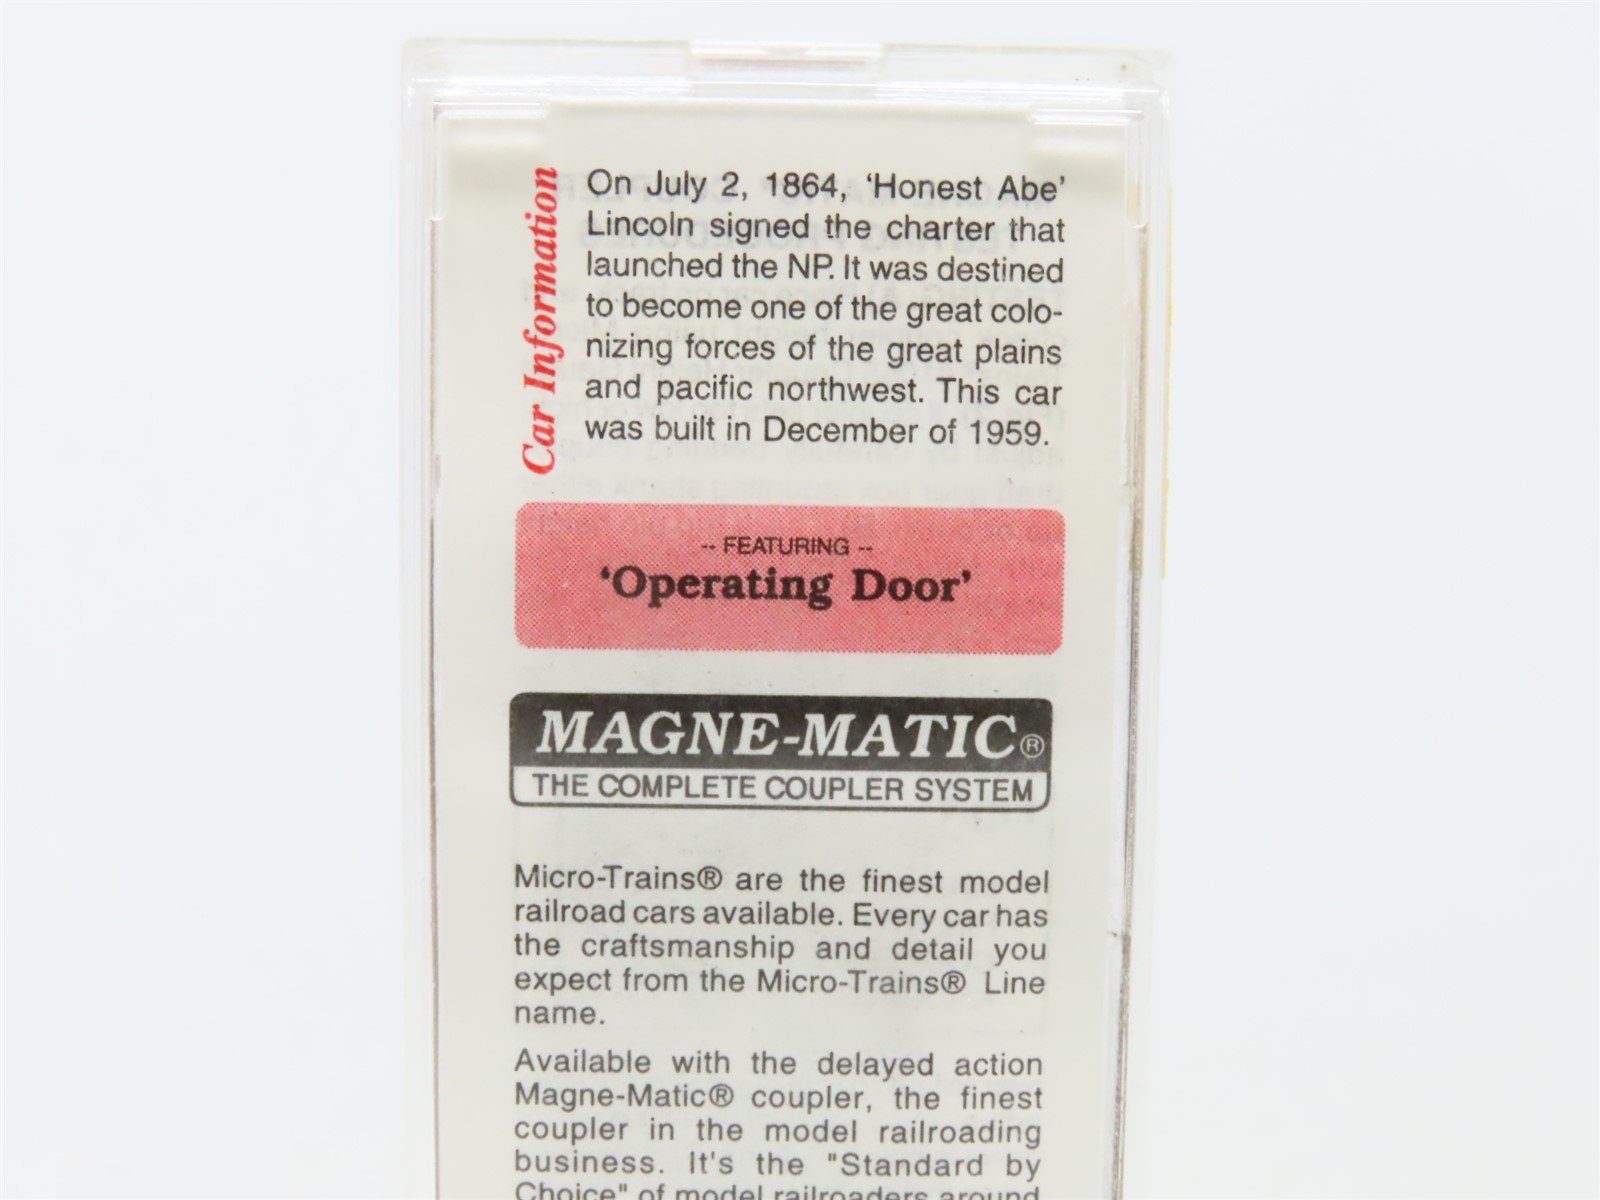 Car Information
On July 2, 1864, 'Honest Abe'
Lincoln signed the charter that
launched the NP. It was destined
to become one of the great colo-
nizing forces of the great plains
and pacific northwest. This car
was built in December of 1959.
-- FEATURING --
'Operating Door'
MAGNE-MATIC®
THE COMPLETE COUPLER SYSTEM
Micro-Trains® are the finest model
railroad cars available. Every car has
the craftsmanship and detail you
expect from the Micro-Trains® Line
name.
Available with the delayed action
Magne-Matic® coupler, the finest
coupler in the model railroading
business. It's the "Standard by
Choice" of model railroaders around